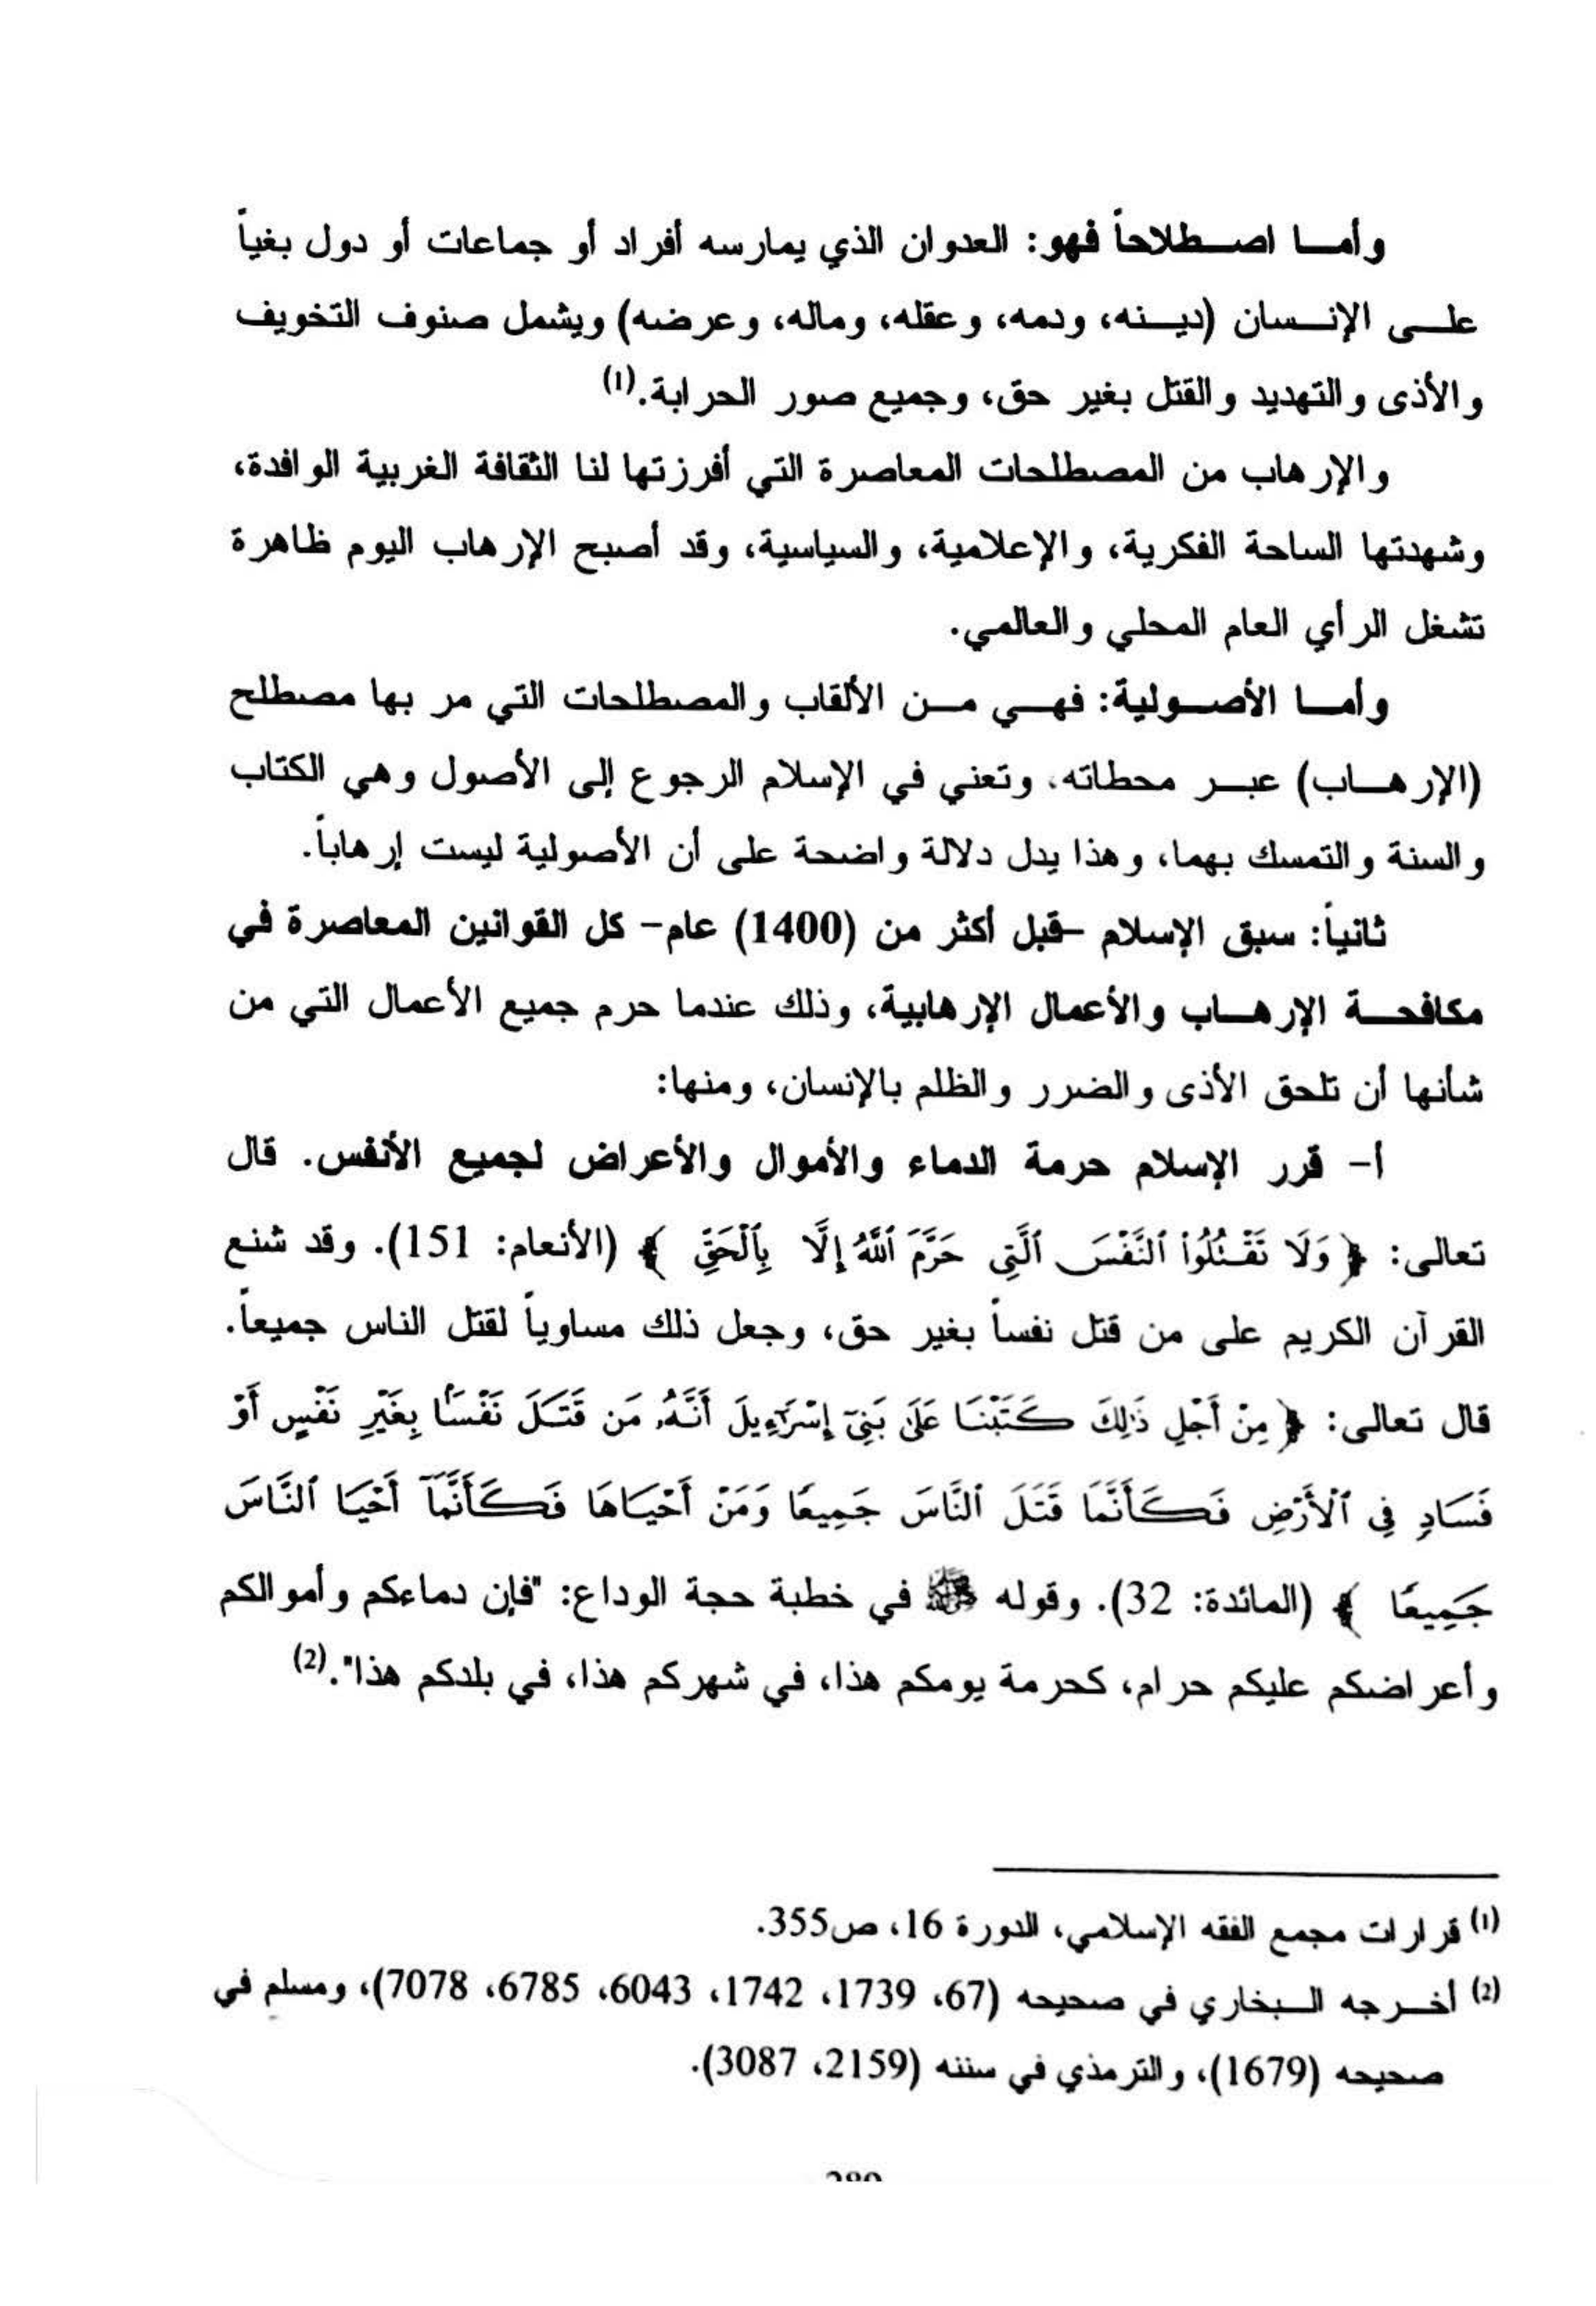 وأما اصطلاحاً فهو: العدوان الذي يمارسه أفراد أو جماعات أو دول بغياً
على الإنسان (دينه، ودمه، وعقله، وماله، وعرضه) ويشمل صنوف التخويف
والأذى والتهديد والقتل بغير حق، وجميع صور الحرابة.(1)
والإرهاب من المصطلحات المعاصرة التي أفرزتها لنا الثقافة الغربية الوافدة،
وشهدتها الساحة الفكرية، والإعلامية، والسياسية، وقد أصبح الإرهاب اليوم ظاهرة
تشغل الرأي العام المحلي والعالمي.
وأما الأصولية: فهي من الألقاب والمصطلحات التي مر بها مصطلح
(الإرهاب) عبر محطاته، وتعني في الإسلام الرجوع إلى الأصول وهي الكتاب
والسنة والتمسك بهما، وهذا يدل دلالة واضحة على أن الأصولية ليست إرهاباً.
ثانياً: سبق الإسلام -قبل أكثر من (1400) عام- كل القوانين المعاصرة في
مكافحة الإرهاب والأعمال الإرهابية، وذلك عندما حرم جميع الأعمال التي من
شأنها أن تلحق الأذى والضرر والظلم بالإنسان، ومنها:
أ- قرر الإسلام حرمة الدماء والأموال والأعراض لجميع الأنفس. قال
تعالى: ﴿ وَلَا تَقْتُلُوا۟ ٱلنَّفْسَ ٱلَّتِى حَرَّمَ ٱللَّهُ إِلَّا بِٱلْحَقِّ ﴾ (الأنعام: 151). وقد شنع
القرآن الكريم على من قتل نفساً بغير حق، وجعل ذلك مساوياً لقتل الناس جميعاً.
قال تعالى: ﴿ مِنْ أَجْلِ ذَٰلِكَ كَتَبْنَا عَلَىٰ بَنِىٓ إِسْرَٰٓءِيلَ أَنَّهُۥ مَن قَتَلَ نَفْسًۢا بِغَيْرِ نَفْسٍ أَوْ
فَسَادٍ فِى ٱلْأَرْضِ فَكَأَنَّمَا قَتَلَ ٱلنَّاسَ جَمِيعًا وَمَنْ أَحْيَاهَا فَكَأَنَّمَآ أَحْيَا ٱلنَّاسَ
جَمِيعًا ﴾ (المائدة: 32). وقوله ﷺ في خطبة حجة الوداع: "فإن دماءكم وأموالكم
وأعراضكم عليكم حرام، كحرمة يومكم هذا، في شهركم هذا، في بلدكم هذا".(2)
(1) قرارات مجمع الفقه الإسلامي، الدورة 16، ص355.
(2) أخرجه البخاري في صحيحه (67، 1739، 1742، 6043، 6785، 7078)، ومسلم في
صحيحه (1679)، والترمذي في سننه (2159، 3087).